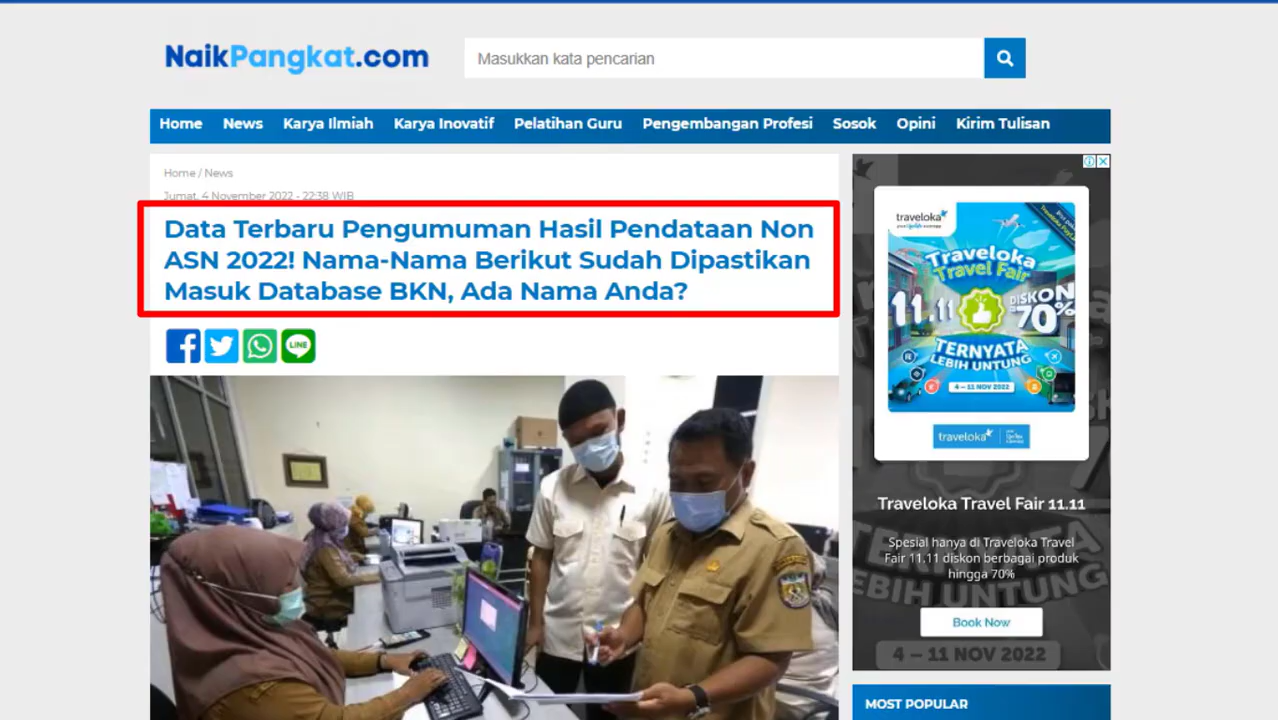 NaikPangkat.com
Masukkan kata pencarian
Home News Karya Ilmiah Karya Inovatif Pelatihan Guru Pengembangan Profesi Sosok Opini Kirim Tulisan
Home / News
Jumat, 4 November 2022 - 22:38 WIB
Data Terbaru Pengumuman Hasil Pendataan Non
ASN 2022! Nama-Nama Berikut Sudah Dipastikan
Masuk Database BKN, Ada Nama Anda?
LINE
traveloka
Traveloka
Travel Fair
11.11
DISKON
70%
TERNYATA
LEBIH UNTUNG
4 – 11 NOV 2022
traveloka
Traveloka Travel Fair 11.11
Spesial hanya di Traveloka Travel
Fair 11.11 diskon berbagai produk
hingga 70%
Book Now
4 – 11 NOV 2022
MOST POPULAR